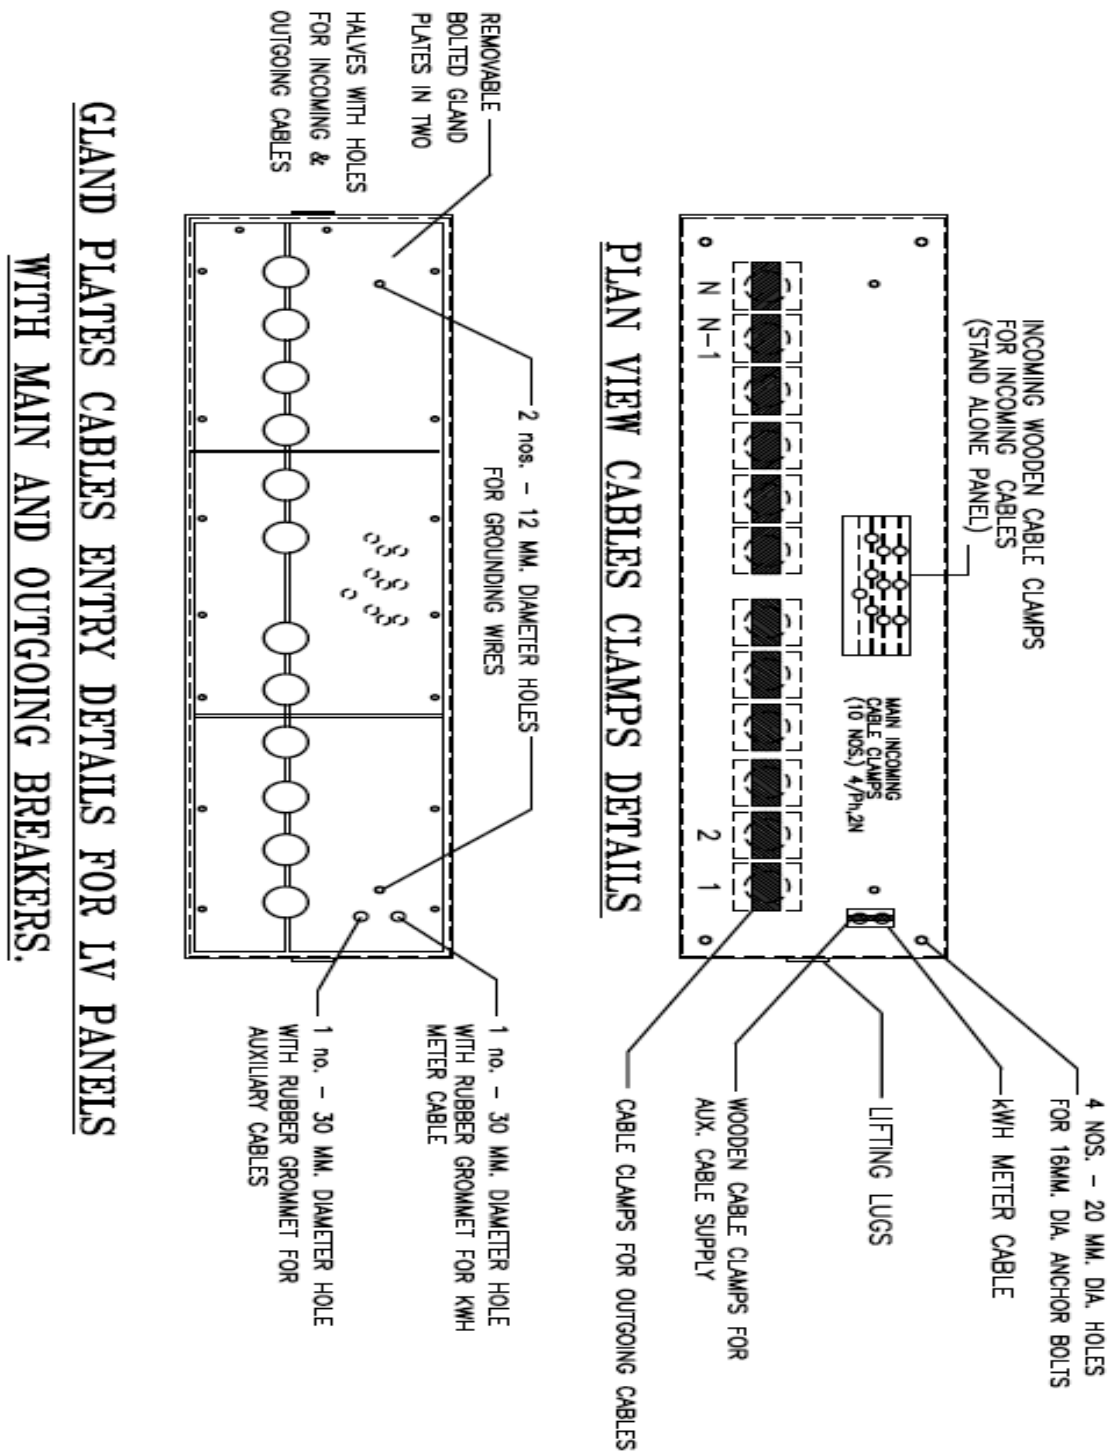 4 NOS. - 20 MM. DIA. HOLES
FOR 16MM. DIA. ANCHOR BOLTS
kWH METER CABLE
LIFTING LUGS
WOODEN CABLE CLAMPS FOR
AUX. CABLE SUPPLY
CABLE CLAMPS FOR OUTGOING CABLES
INCOMING WOODEN CABLE CLAMPS
FOR INCOMING CABLES
(STAND ALONE PANEL)
MAIN INCOMING
CABLE CLAMPS
(10 NOS.) 4/Ph,2N
N N-1 2 1
PLAN VIEW CABLES CLAMPS DETAILS
2 nos. - 12 MM. DIAMETER HOLES
FOR GROUNDING WIRES
REMOVABLE
BOLTED GLAND
PLATES IN TWO
HALVES WITH HOLES
FOR INCOMING &
OUTGOING CABLES
1 no. - 30 MM. DIAMETER HOLE
WITH RUBBER GROMMET FOR KWH
METER CABLE
1 no. - 30 MM. DIAMETER HOLE
WITH RUBBER GROMMET FOR
AUXILIARY CABLES
GLAND PLATES CABLES ENTRY DETAILS FOR LV PANELS
WITH MAIN AND OUTGOING BREAKERS.